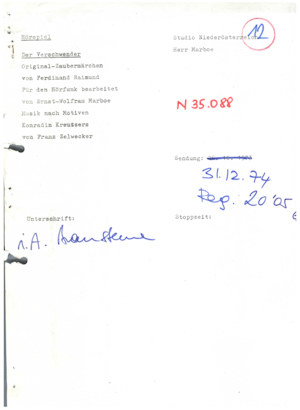 Hörspiel
Studio Niederösterreich
12
Herr Marboe
Der Verschwender
Original-Zaubermärchen
von Ferdinand Raimund
Für den Hörfunk bearbeitet
von Ernst-Wolfram Marboe
Musik nach Motiven
Konradin Kreutzers
von Franz Zelwecker
N 35.088
Sendung:
31.12.74
Reg. 20'05
Unterschrift:
Stoppzeit:
i.A.